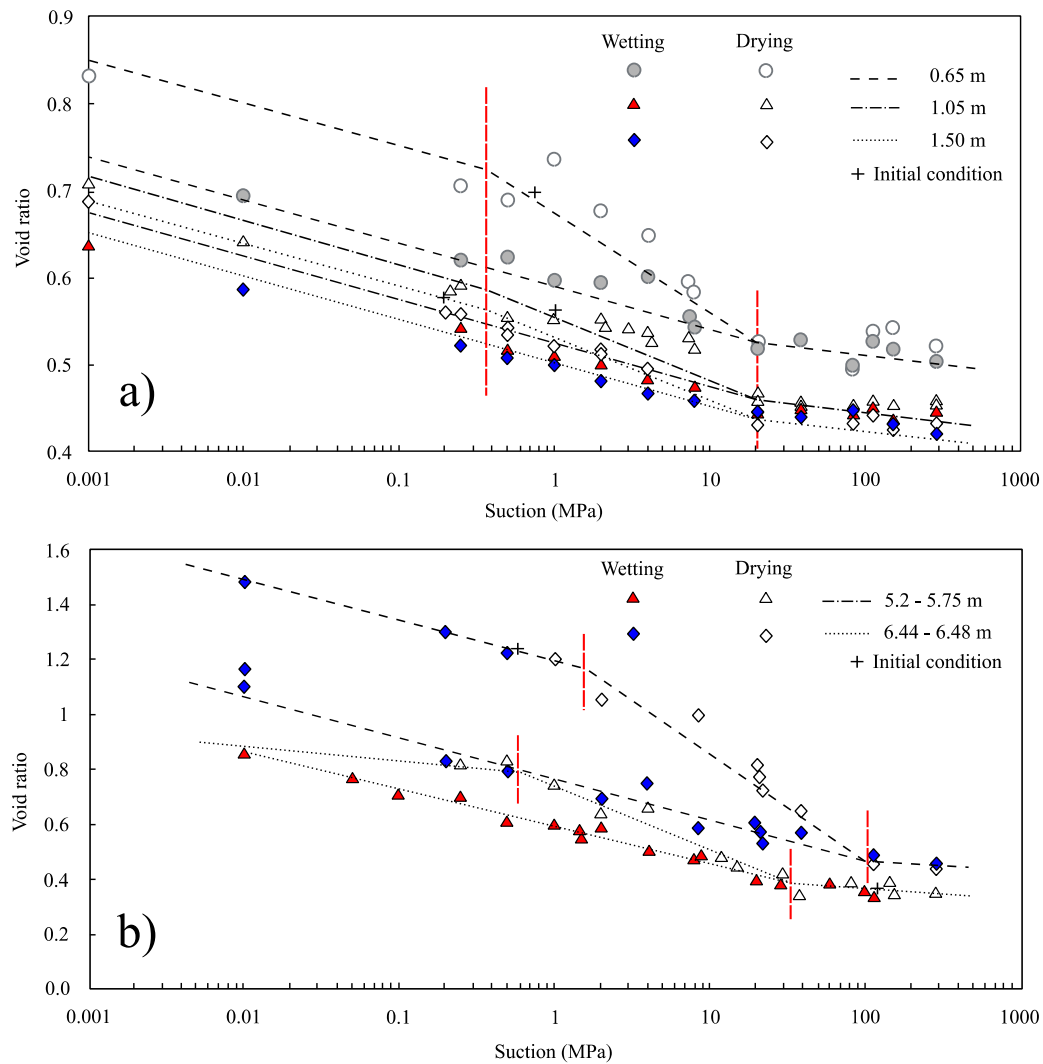 0.9
Wetting Drying
0.65 m
0.8
1.05 m
1.50 m
Initial condition
0.7
Void ratio
0.6
0.5
a)
0.4
0.001 0.01 0.1 1 10 100 1000
Suction (MPa)
1.6
Wetting Drying
1.4
5.2 - 5.75 m
6.44 - 6.48 m
1.2
Initial condition
1
Void ratio
0.8
0.6
0.4
0.2
b)
0.0
0.001 0.01 0.1 1 10 100 1000
Suction (MPa)